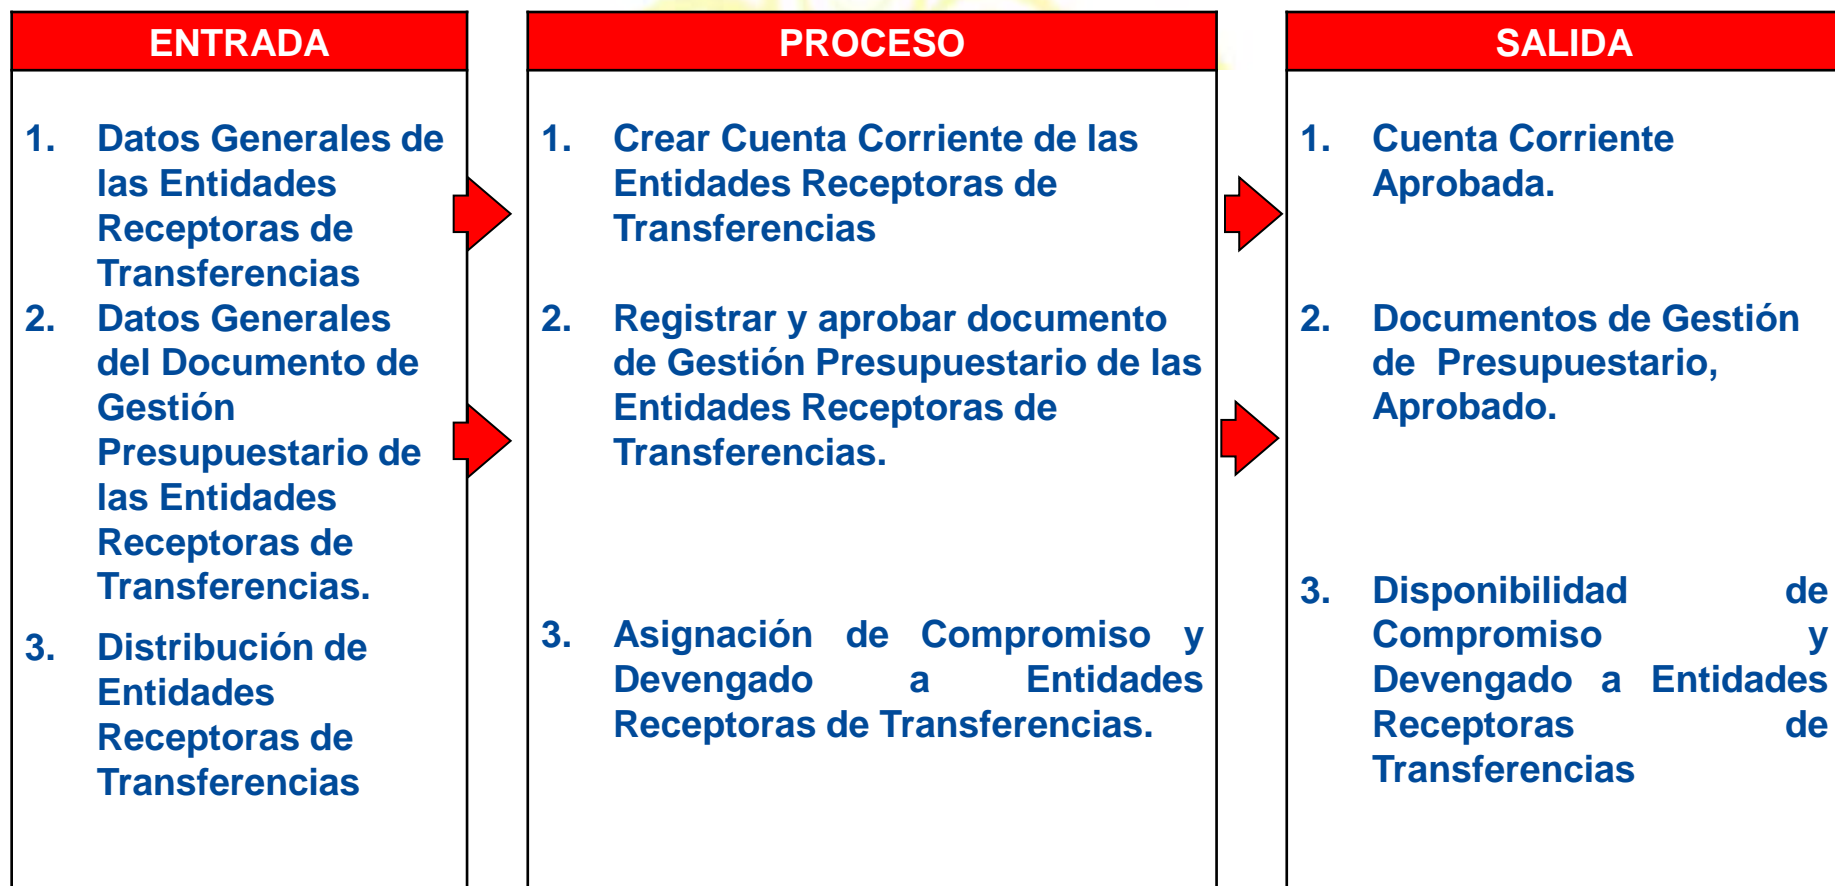 ENTRADA
1. Datos Generales de
las Entidades
Receptoras de
Transferencias
2. Datos Generales
del Documento de
Gestión
Presupuestario de
las Entidades
Receptoras de
Transferencias.
3. Distribución de
Entidades
Receptoras de
Transferencias
PROCESO
1. Crear Cuenta Corriente de las
Entidades Receptoras de
Transferencias
2. Registrar y aprobar documento
de Gestión Presupuestario de las
Entidades Receptoras de
Transferencias.
3. Asignación de Compromiso y
Devengado a Entidades
Receptoras de Transferencias.
SALIDA
1. Cuenta Corriente
Aprobada.
2. Documentos de Gestión
de Presupuestario,
Aprobado.
3. Disponibilidad de
Compromiso y
Devengado a Entidades
Receptoras de
Transferencias